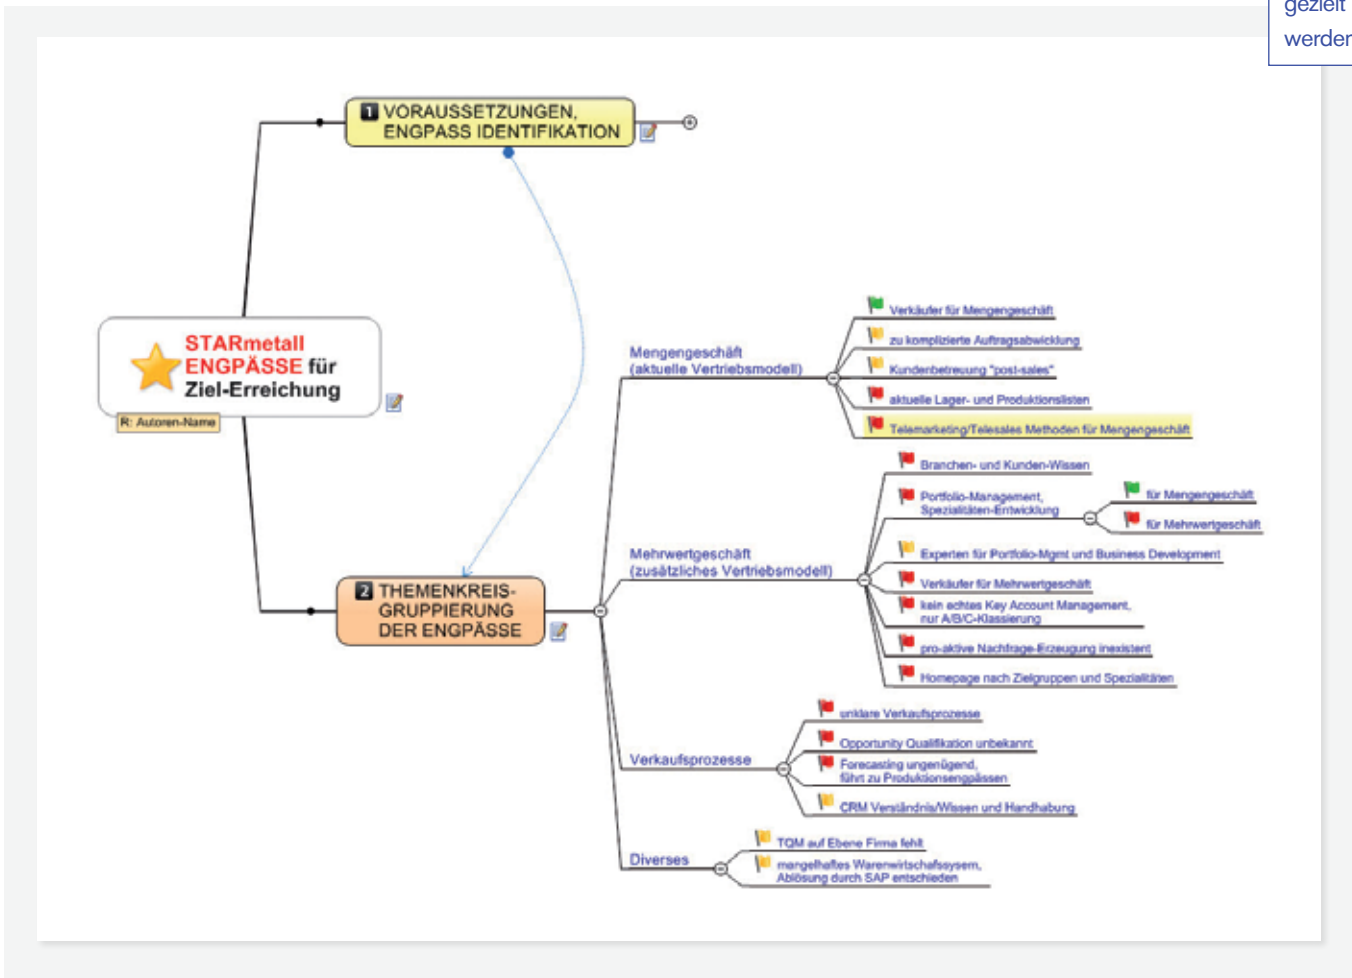 gezielt
werden
1 VORAUSSETZUNGEN,
ENGPASS IDENTIFIKATION
STARmetall
ENGPÄSSE für
Ziel-Erreichung
R: Autoren-Name
2 THEMENKREIS-
GRUPPIERUNG
DER ENGPÄSSE
Mengengeschäft
(aktuelle Vertriebsmodell)
Verkäufer für Mengengeschäft
zu komplizierte Auftragsabwicklung
Kundenbetreuung "post-sales"
aktuelle Lager- und Produktionslisten
Telemarketing/Telesales Methoden für Mengengeschäft
Mehrwertgeschäft
(zusätzliches Vertriebsmodell)
Branchen- und Kunden-Wissen
Portfolio-Management,
Spezialitäten-Entwicklung
für Mengengeschäft
für Mehrwertgeschäft
Experten für Portfolio-Mgmt und Business Development
Verkäufer für Mehrwertgeschäft
kein echtes Key Account Management,
nur A/B/C-Klassierung
pro-aktive Nachfrage-Erzeugung inexistent
Homepage nach Zielgruppen und Spezialitäten
Verkaufsprozesse
unklare Verkaufsprozesse
Opportunity Qualifikation unbekannt
Forecasting ungenügend,
führt zu Produktionsengpässen
CRM Verständnis/Wissen und Handhabung
Diverses
TQM auf Ebene Firma fehlt
mangelhaftes Warenwirtschafssysem,
Ablösung durch SAP entschieden